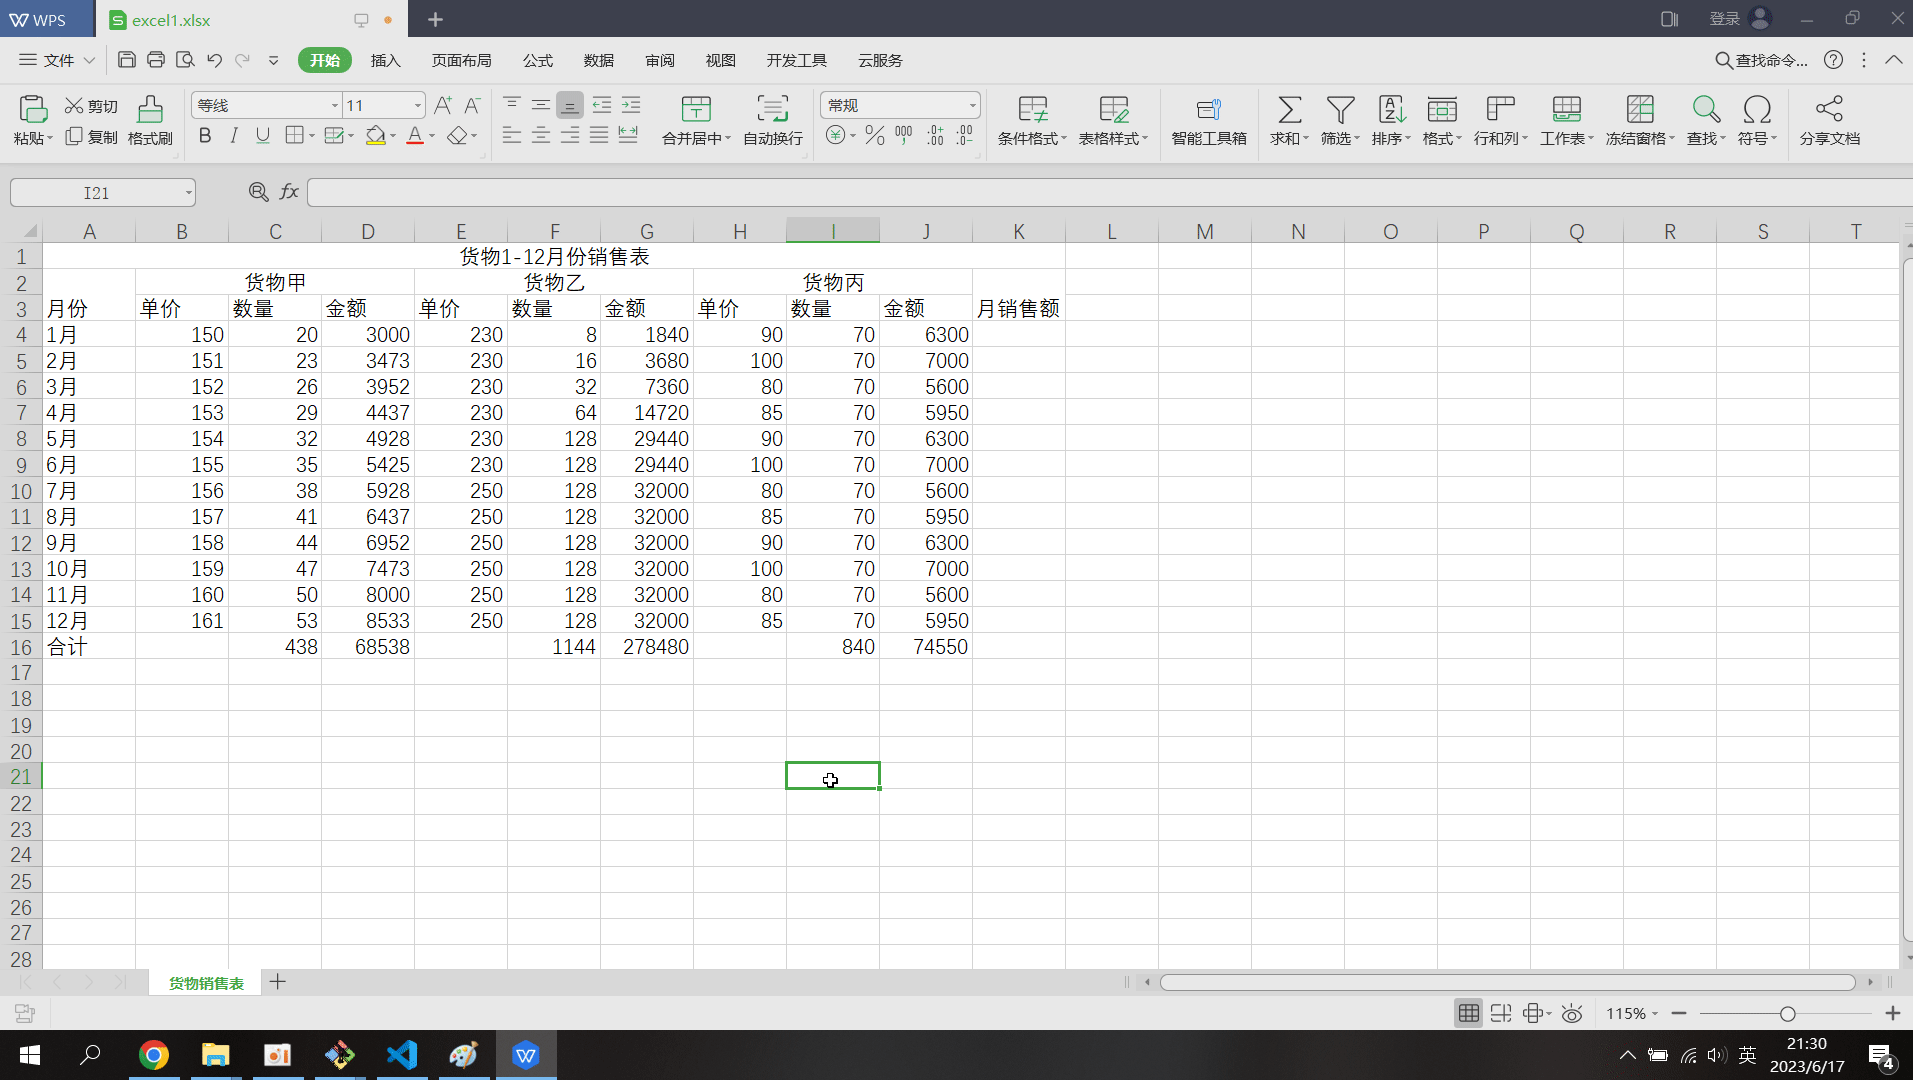 WPS excel1.xlsx 登录
文件 开始 插入 页面布局 公式 数据 审阅 视图 开发工具 云服务 查找命令...
粘贴 剪切 复制 格式刷 等线 11 合并居中 自动换行 常规 条件格式 表格样式 智能工具箱 求和 筛选 排序 格式 行和列 工作表 冻结窗格 查找 符号 分享文档
I21 fx
A B C D E F G H I J K L M N O P Q R S T
1 货物1-12月份销售表
2 货物甲 货物乙 货物丙
3 月份 单价 数量 金额 单价 数量 金额 单价 数量 金额 月销售额
4 1月 150 20 3000 230 8 1840 90 70 6300
5 2月 151 23 3473 230 16 3680 100 70 7000
6 3月 152 26 3952 230 32 7360 80 70 5600
7 4月 153 29 4437 230 64 14720 85 70 5950
8 5月 154 32 4928 230 128 29440 90 70 6300
9 6月 155 35 5425 230 128 29440 100 70 7000
10 7月 156 38 5928 250 128 32000 80 70 5600
11 8月 157 41 6437 250 128 32000 85 70 5950
12 9月 158 44 6952 250 128 32000 90 70 6300
13 10月 159 47 7473 250 128 32000 100 70 7000
14 11月 160 50 8000 250 128 32000 80 70 5600
15 12月 161 53 8533 250 128 32000 85 70 5950
16 合计 438 68538 1144 278480 840 74550
17
18
19
20
21
22
23
24
25
26
27
28
货物销售表
115%
英 21:30
2023/6/17 4